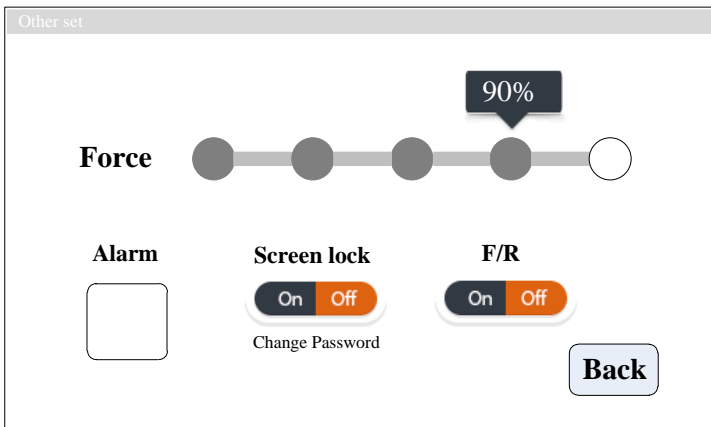 Other set
90%
Force
Alarm
Screen lock
F/R
On Off
On Off
Change Password
Back